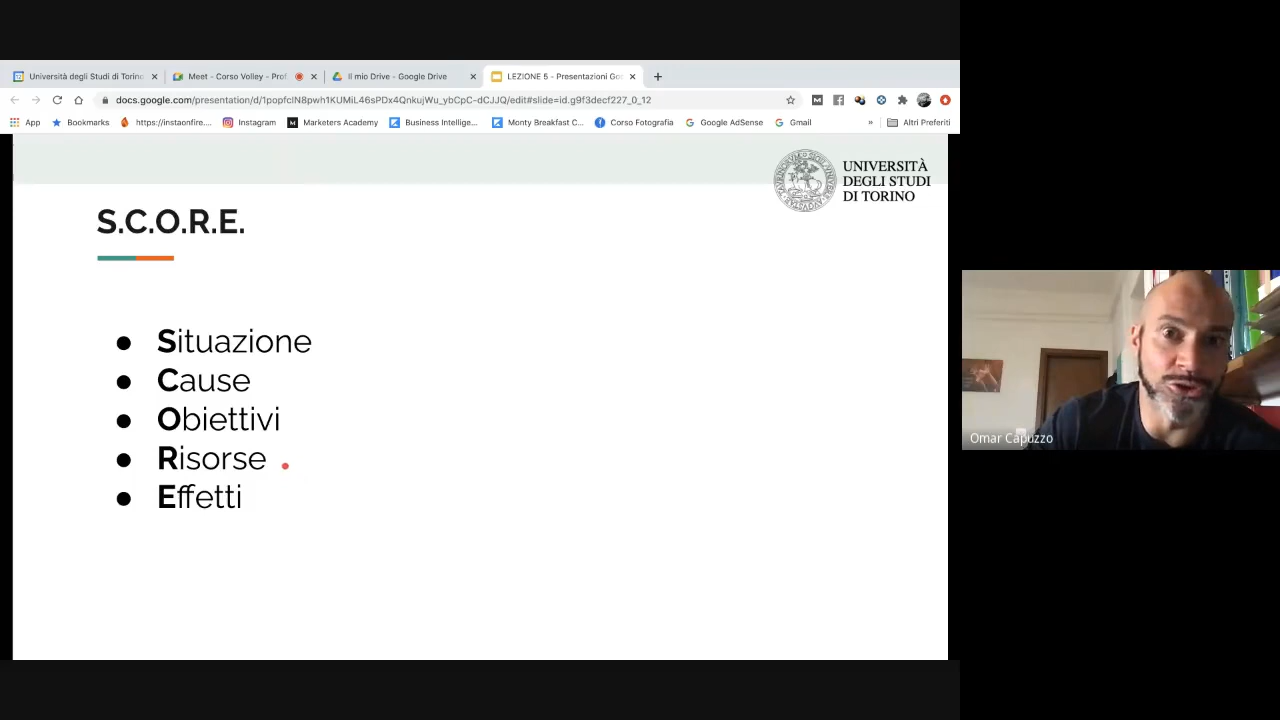 Università degli Studi di Torino
Meet - Corso Volley - Prof.
Il mio Drive - Google Drive
LEZIONE 5 - Presentazioni Go
docs.google.com/presentation/d/1popfclN8pwh1KUMiL46sPDx4QnkujWu_ybCpC-dCJJQ/edit#slide=id.g9f3decf227_0_12
App
Bookmarks
https://instaonfire....
Instagram
Marketers Academy
Business Intellige...
Monty Breakfast C...
Corso Fotografia
Google AdSense
Gmail
»
Altri Preferiti
UNIVERSITÀ
DEGLI STUDI
DI TORINO
S.C.O.R.E.
● Situazione
● Cause
● Obiettivi
● Risorse
● Effetti
Omar Capuzzo